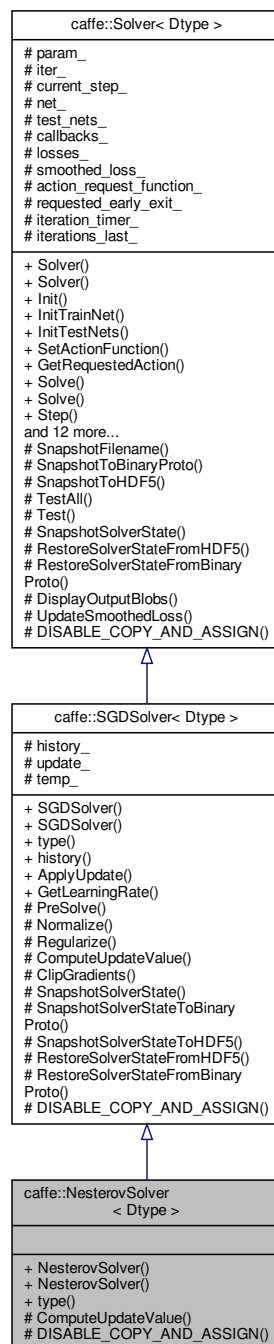 caffe::Solver< Dtype >
# param_
# iter_
# current_step_
# net_
# test_nets_
# callbacks_
# losses_
# smoothed_loss_
# action_request_function_
# requested_early_exit_
# iteration_timer_
# iterations_last_
+ Solver()
+ Solver()
+ Init()
+ InitTrainNet()
+ InitTestNets()
+ SetActionFunction()
+ GetRequestedAction()
+ Solve()
+ Solve()
+ Step()
and 12 more...
# SnapshotFilename()
# SnapshotToBinaryProto()
# SnapshotToHDF5()
# TestAll()
# Test()
# SnapshotSolverState()
# RestoreSolverStateFromHDF5()
# RestoreSolverStateFromBinary
Proto()
# DisplayOutputBlobs()
# UpdateSmoothedLoss()
# DISABLE_COPY_AND_ASSIGN()
caffe::SGDSolver< Dtype >
# history_
# update_
# temp_
+ SGDSolver()
+ SGDSolver()
+ type()
+ history()
+ ApplyUpdate()
+ GetLearningRate()
# PreSolve()
# Normalize()
# Regularize()
# ComputeUpdateValue()
# ClipGradients()
# SnapshotSolverState()
# SnapshotSolverStateToBinary
Proto()
# SnapshotSolverStateToHDF5()
# RestoreSolverStateFromHDF5()
# RestoreSolverStateFromBinary
Proto()
# DISABLE_COPY_AND_ASSIGN()
caffe::NesterovSolver
< Dtype >
+ NesterovSolver()
+ NesterovSolver()
+ type()
# ComputeUpdateValue()
# DISABLE_COPY_AND_ASSIGN()